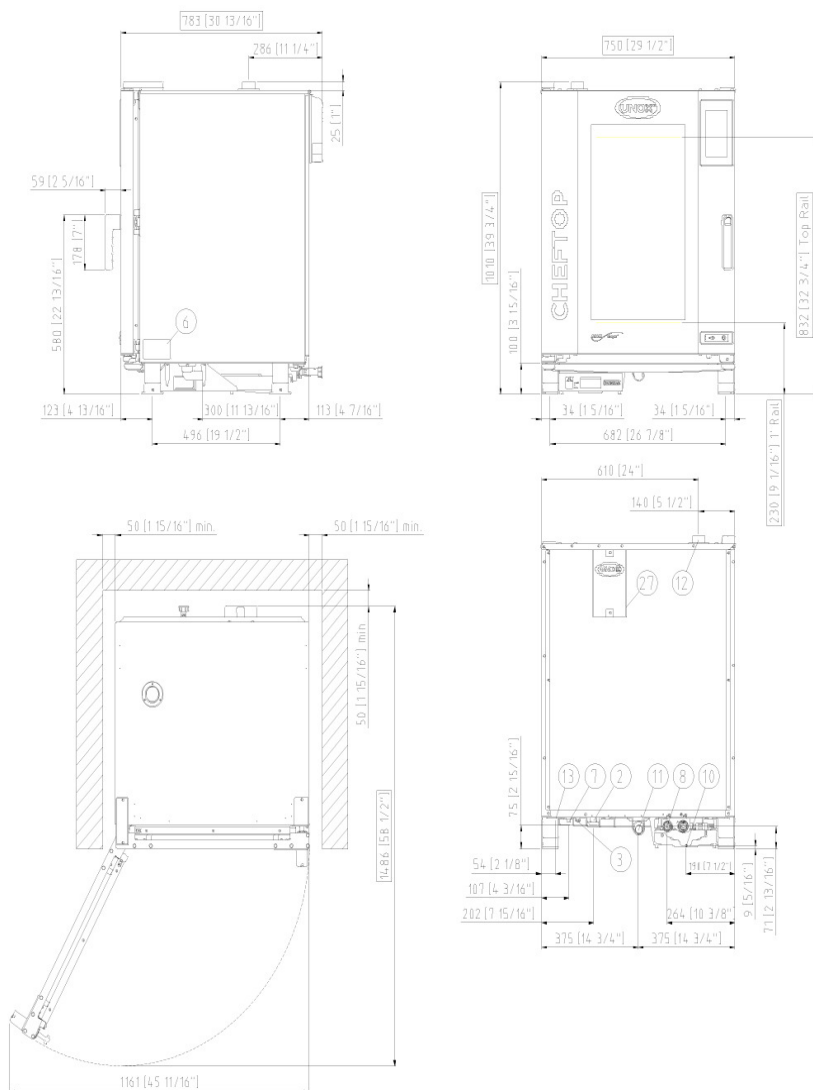 783 [30 13/16"]
286 [11 1/4"]
25 [1"]
59 [2 5/16"]
178 [7"]
580 [22 13/16"]
6
123 [4 13/16"]
300 [11 13/16"]
113 [4 7/16"]
496 [19 1/2"]
750 [29 1/2"]
UNOX
CHEFTOP
1010 [39 3/4"]
100 [3 15/16"]
832 [32 3/4"] Top Rail
34 [1 5/16"]
34 [1 5/16"]
682 [26 7/8"]
230 [9 1/16"] 1' Rail
50 [1 15/16"] min.
50 [1 15/16"] min.
50 [1 15/16"] min
1486 [58 1/2"]
1161 [45 11/16"]
610 [24"]
140 [5 1/2"]
UNOX
27
12
75 [2 15/16"]
13
7
2
11
8
10
3
54 [2 1/8"]
190 [7 1/2"]
107 [4 3/16"]
202 [7 15/16"]
264 [10 3/8"]
9 [5/16"]
71 [2 13/16"]
375 [14 3/4"]
375 [14 3/4"]